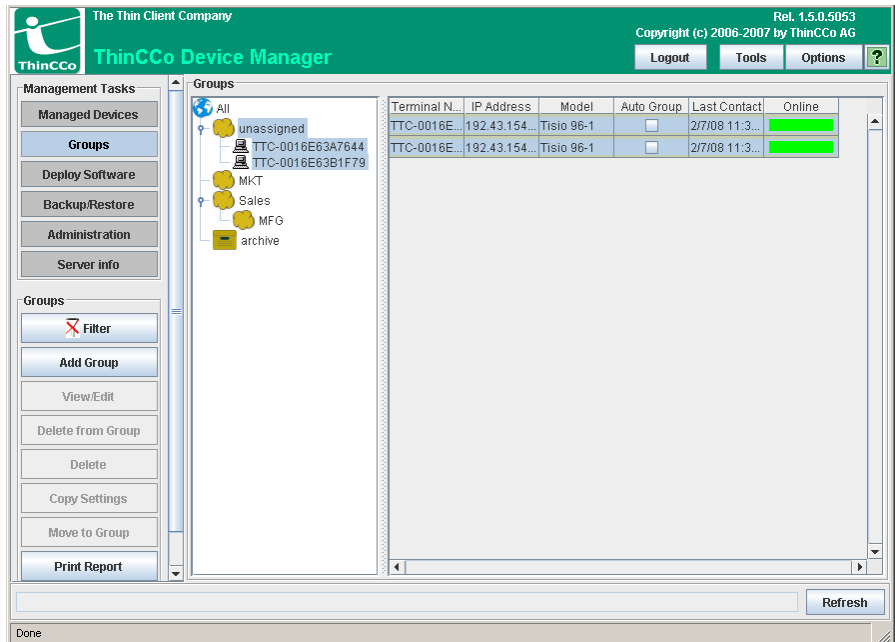 The Thin Client Company
Rel. 1.5.0.5053
Copyright (c) 2006-2007 by ThinCCo AG
ThinCCo
ThinCCo Device Manager
Logout
Tools
Options
?
Management Tasks
Managed Devices
Groups
Deploy Software
Backup/Restore
Administration
Server info
Groups
Filter
Add Group
View/Edit
Delete from Group
Delete
Copy Settings
Move to Group
Print Report
Groups
All
unassigned
TTC-0016E63A7644
TTC-0016E63B1F79
MKT
Sales
MFG
archive
Terminal N... IP Address Model Auto Group Last Contact Online
TTC-0016E... 192.43.154... Tisio 96-1 2/7/08 11:3...
TTC-0016E... 192.43.154... Tisio 96-1 2/7/08 11:3...
Refresh
Done